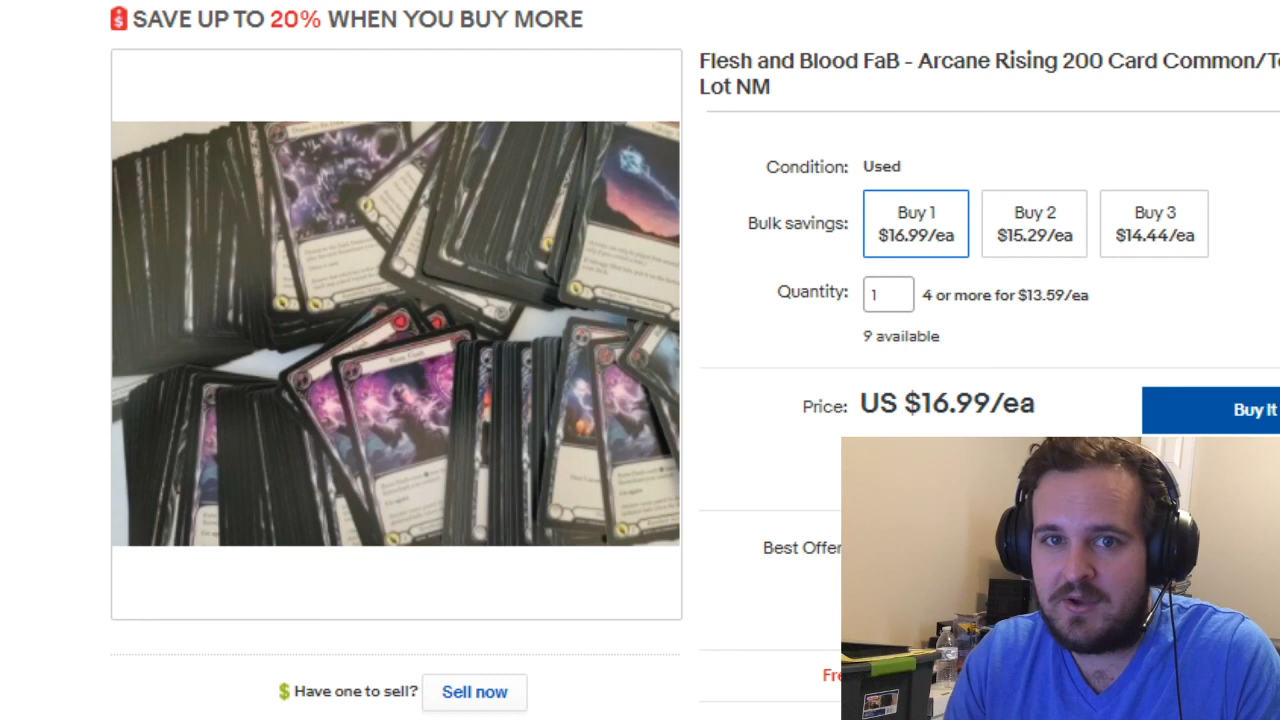 SAVE UP TO 20% WHEN YOU BUY MORE
Flesh and Blood FaB - Arcane Rising 200 Card Common/
Lot NM
Condition: Used
Bulk savings:
Buy 1
$16.99/ea
Buy 2
$15.29/ea
Buy 3
$14.44/ea
Quantity: 1 4 or more for $13.59/ea
9 available
Price: US $16.99/ea
Buy It
Best Offer
Fre
$ Have one to sell? Sell now